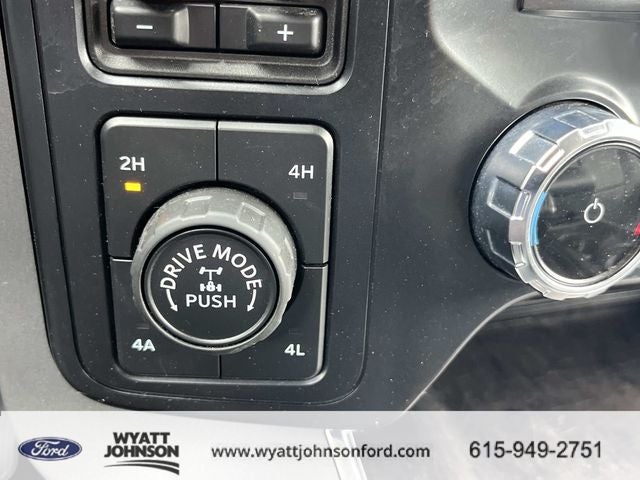 − +
2H
4H
DRIVE MODE
PUSH
4A
4L
Ford
WYATT
JOHNSON
www.wyattjohnsonford.com
615-949-2751